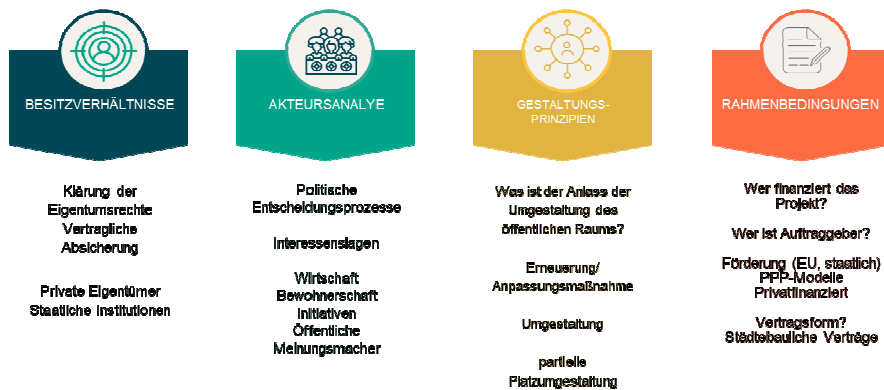 BESITZVERHÄLTNISSE
Klärung der
Eigentumsrechte
Vertragliche
Absicherung
Private Eigentümer
Staatliche Institutionen
AKTEURSANALYE
Politische
Entscheidungsprozesse
Interessenslagen
Wirtschaft
Bewohnerschaft
Initiativen
Öffentliche
Meinungsmacher
GESTALTUNGS-
PRINZIPIEN
Was ist der Anlass der
Umgestaltung des
öffentlichen Raums?
Erneuerung/
Anpassungsmaßnahme
Umgestaltung
partielle
Platzumgestaltung
RAHMENBEDINGUNGEN
Wer finanziert das
Projekt?
Wer ist Auftraggeber?
Förderung (EU, staatlich)
PPP-Modelle
Privatfinanziert
Vertragsform?
Städtebauliche Verträge